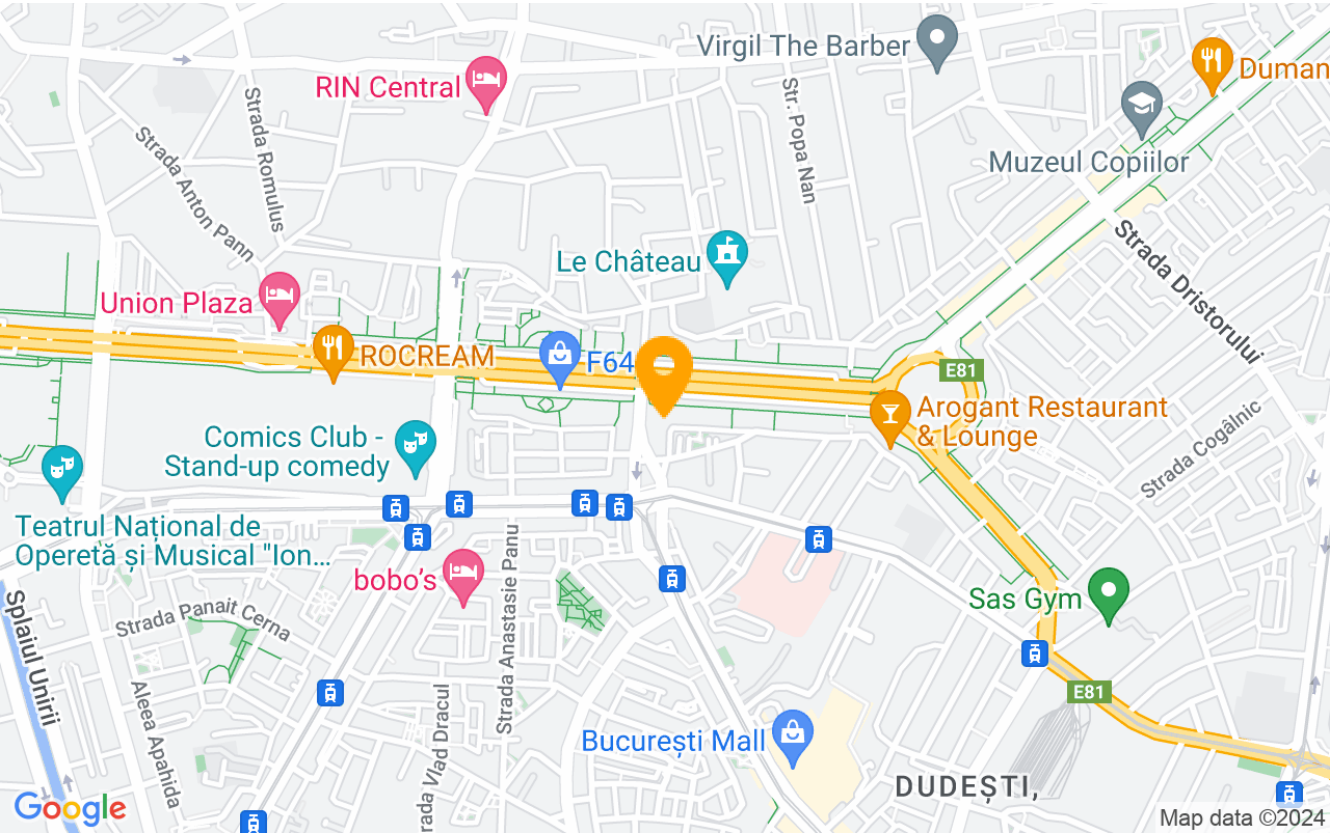 Virgil The Barber
Duman
RIN Central
Strada Romulus
Str. Popa Nan
Strada Anton Pann
Muzeul Copiilor
Strada Dristorului
Le Château
Union Plaza
ROCREAM
F64
E81
Arogant Restaurant
& Lounge
Strada Cogâlnic
Comics Club -
Stand-up comedy
Teatrul Național de
Operetă și Musical "Ion...
bobo's
Strada Anastasie Panu
Strada Panait Cerna
Splaiul Unirii
Sas Gym
E81
Aleea Apahida
rada Vlad Dracul
București Mall
DUDEȘTI,
Google
Map data ©2024